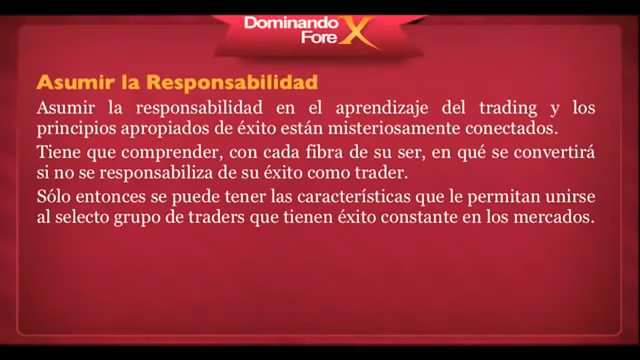 Dominando
ForeX
Asumir la Responsabilidad
Asumir la responsabilidad en el aprendizaje del trading y los
principios apropiados de éxito están misteriosamente conectados.
Tiene que comprender, con cada fibra de su ser, en qué se convertirá
si no se responsabiliza de su éxito como trader.
Sólo entonces se puede tener las características que le permitan unirse
al selecto grupo de traders que tienen éxito constante en los mercados.